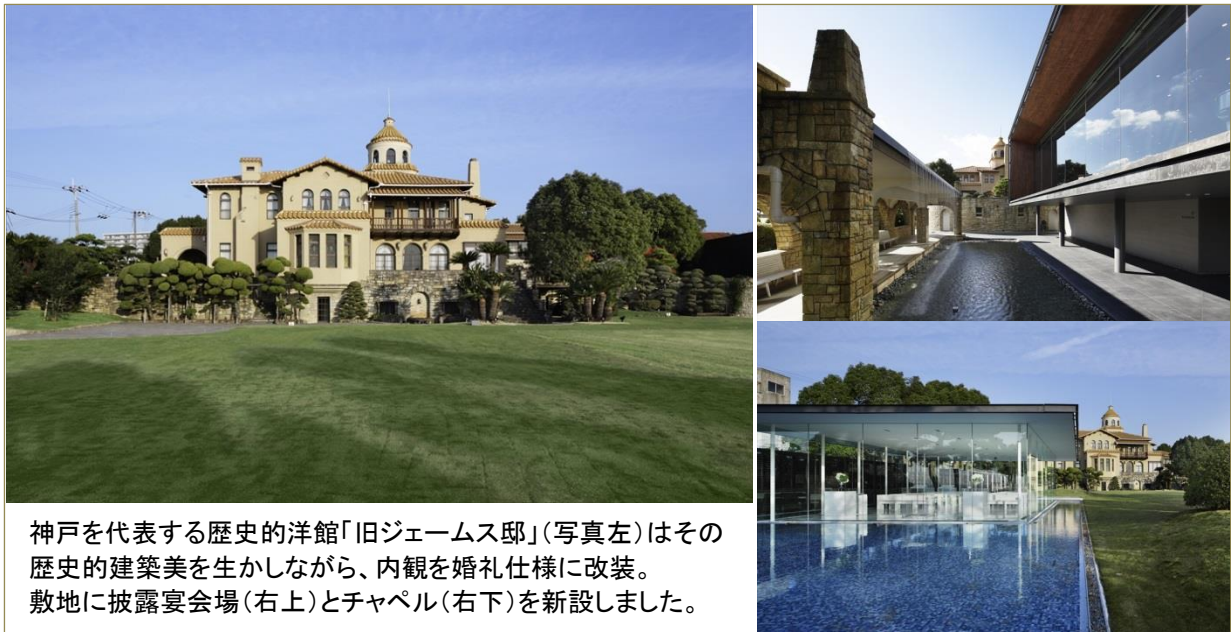 神戸を代表する歴史的洋館「旧ジェームス邸」(写真左)はその
歴史的建築美を生かしながら、内観を婚礼仕様に改装。
敷地に披露宴会場(右上)とチャペル(右下)を新設しました。